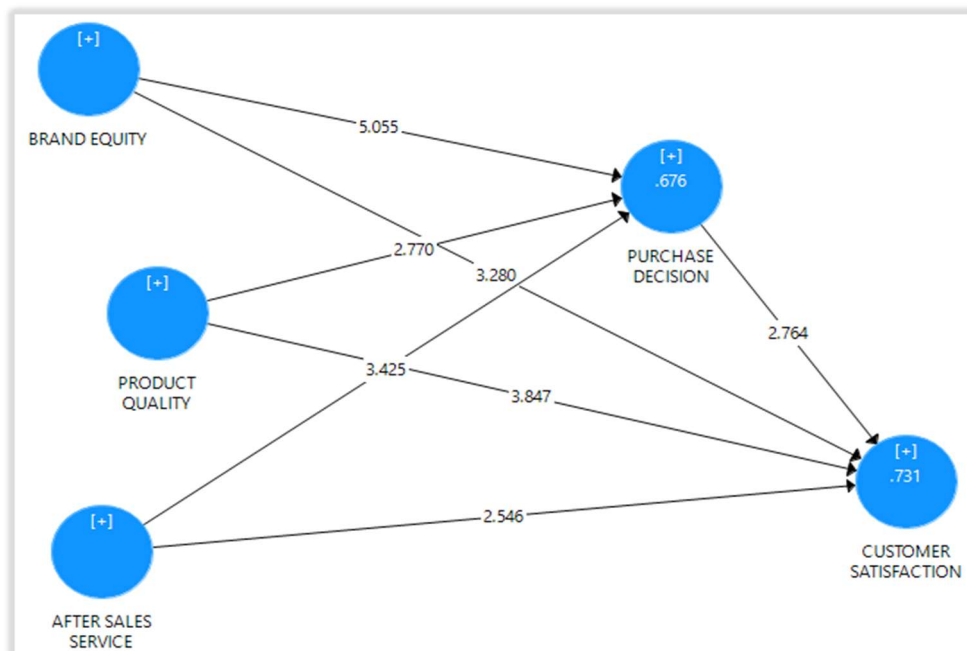 [+]
BRAND EQUITY
5.055
[+]
.676
PURCHASE
DECISION
2.770
3.280
[+]
PRODUCT
QUALITY
2.764
3.425
3.847
[+]
.731
CUSTOMER
SATISFACTION
2.546
[+]
AFTER SALES
SERVICE